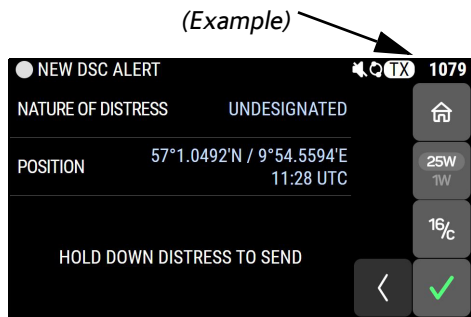 (Example)
NEW DSC ALERT TX 1079
NATURE OF DISTRESS UNDESIGNATED
POSITION 57°1.0492'N / 9°54.5594'E
11:28 UTC
25W
1W
16/c
HOLD DOWN DISTRESS TO SEND